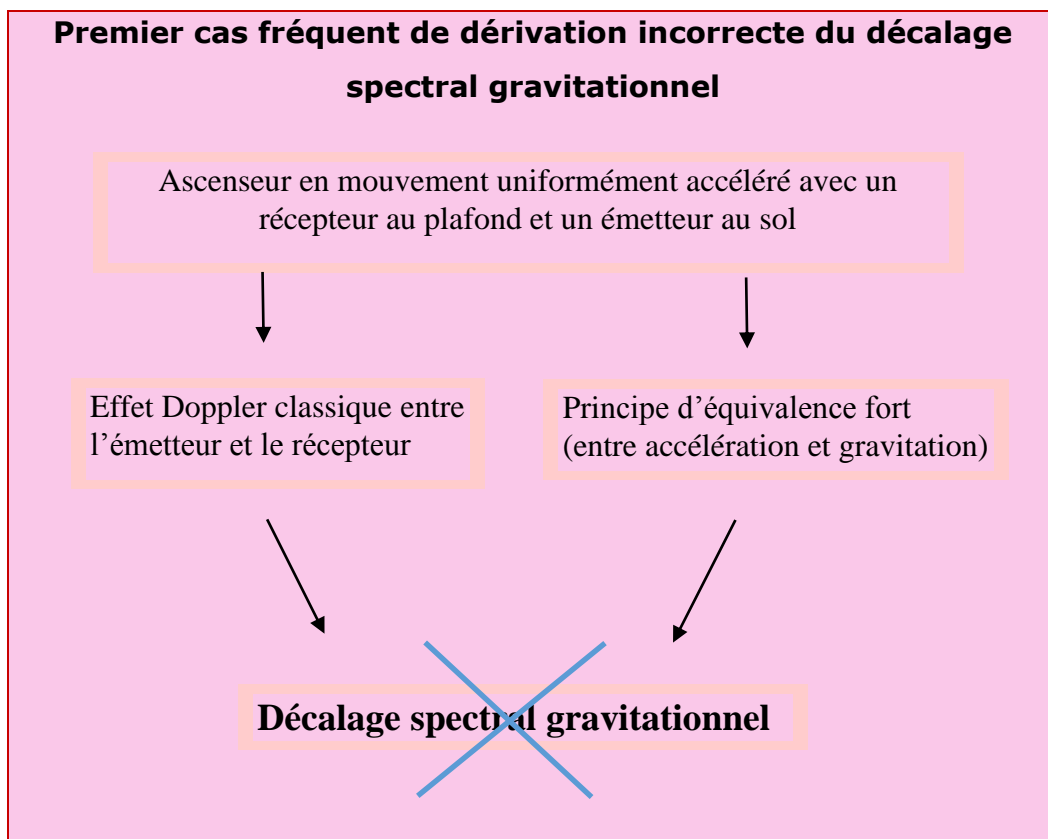 Premier cas fréquent de dérivation incorrecte du décalage
spectral gravitationnel
Ascenseur en mouvement uniformément accéléré avec un
récepteur au plafond et un émetteur au sol
Effet Doppler classique entre
l’émetteur et le récepteur
Principe d’équivalence fort
(entre accélération et gravitation)
Décalage spectral gravitationnel